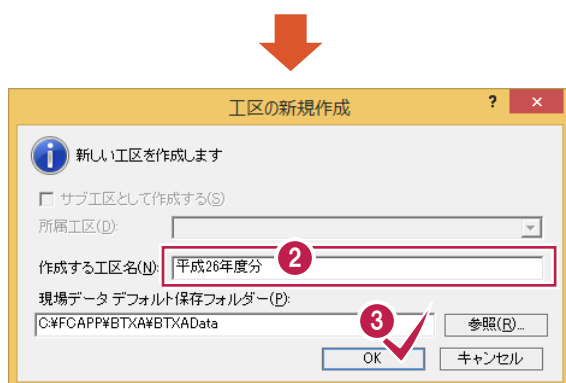 工区の新規作成
? ×
i 新しい工区を作成します
サブ工区として作成する(S)
所属工区(D):
作成する工区名(N): 平成26年度分 2
現場データ デフォルト保存フォルダー(P):
C:¥FCAPP¥BTXA¥BTXAData 3 参照(R)...
OK キャンセル